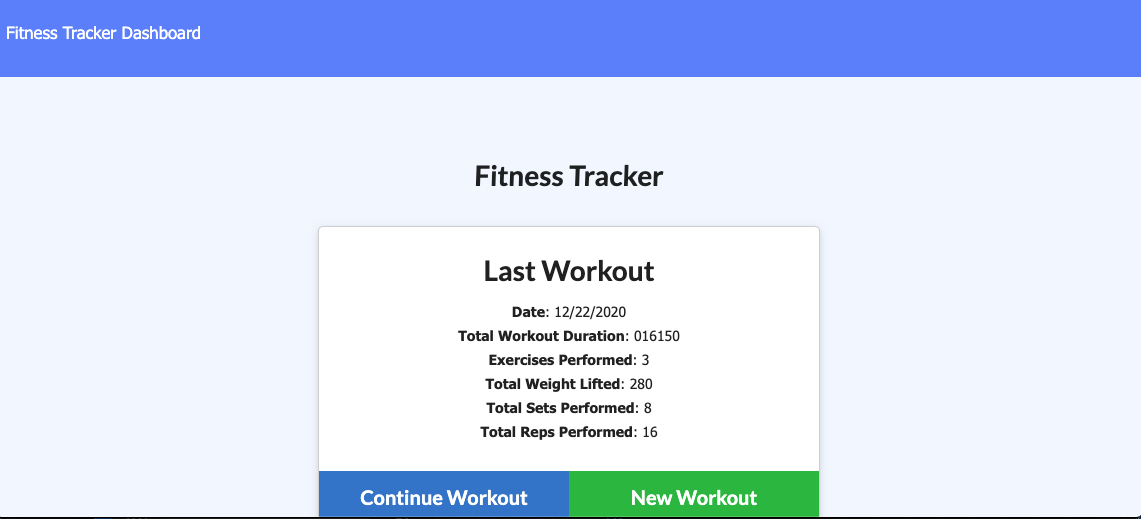 Fitness Tracker Dashboard
Fitness Tracker
Last Workout
Date: 12/22/2020
Total Workout Duration: 016150
Exercises Performed: 3
Total Weight Lifted: 280
Total Sets Performed: 8
Total Reps Performed: 16
Continue Workout New Workout